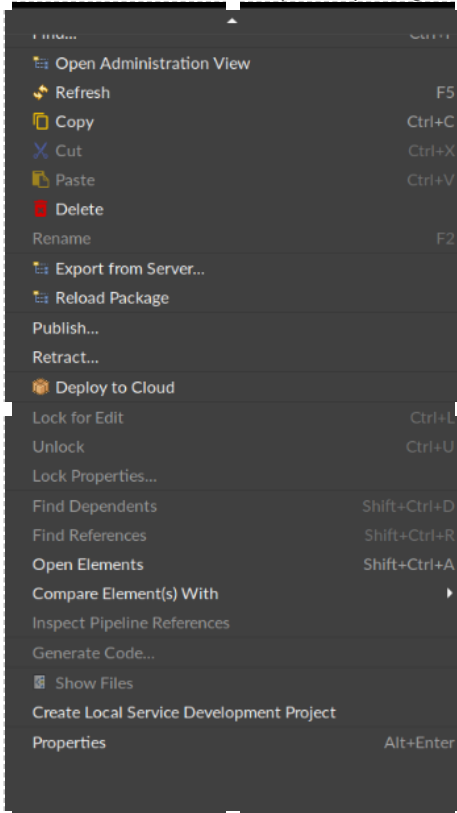 Find... Ctrl+F
Open Administration View
Refresh F5
Copy Ctrl+C
Cut Ctrl+X
Paste Ctrl+V
Delete
Rename F2
Export from Server...
Reload Package
Publish...
Retract...
Deploy to Cloud
Lock for Edit Ctrl+L
Unlock Ctrl+U
Lock Properties...
Find Dependents Shift+Ctrl+D
Find References Shift+Ctrl+R
Open Elements Shift+Ctrl+A
Compare Element(s) With
Inspect Pipeline References
Generate Code...
Show Files
Create Local Service Development Project
Properties Alt+Enter